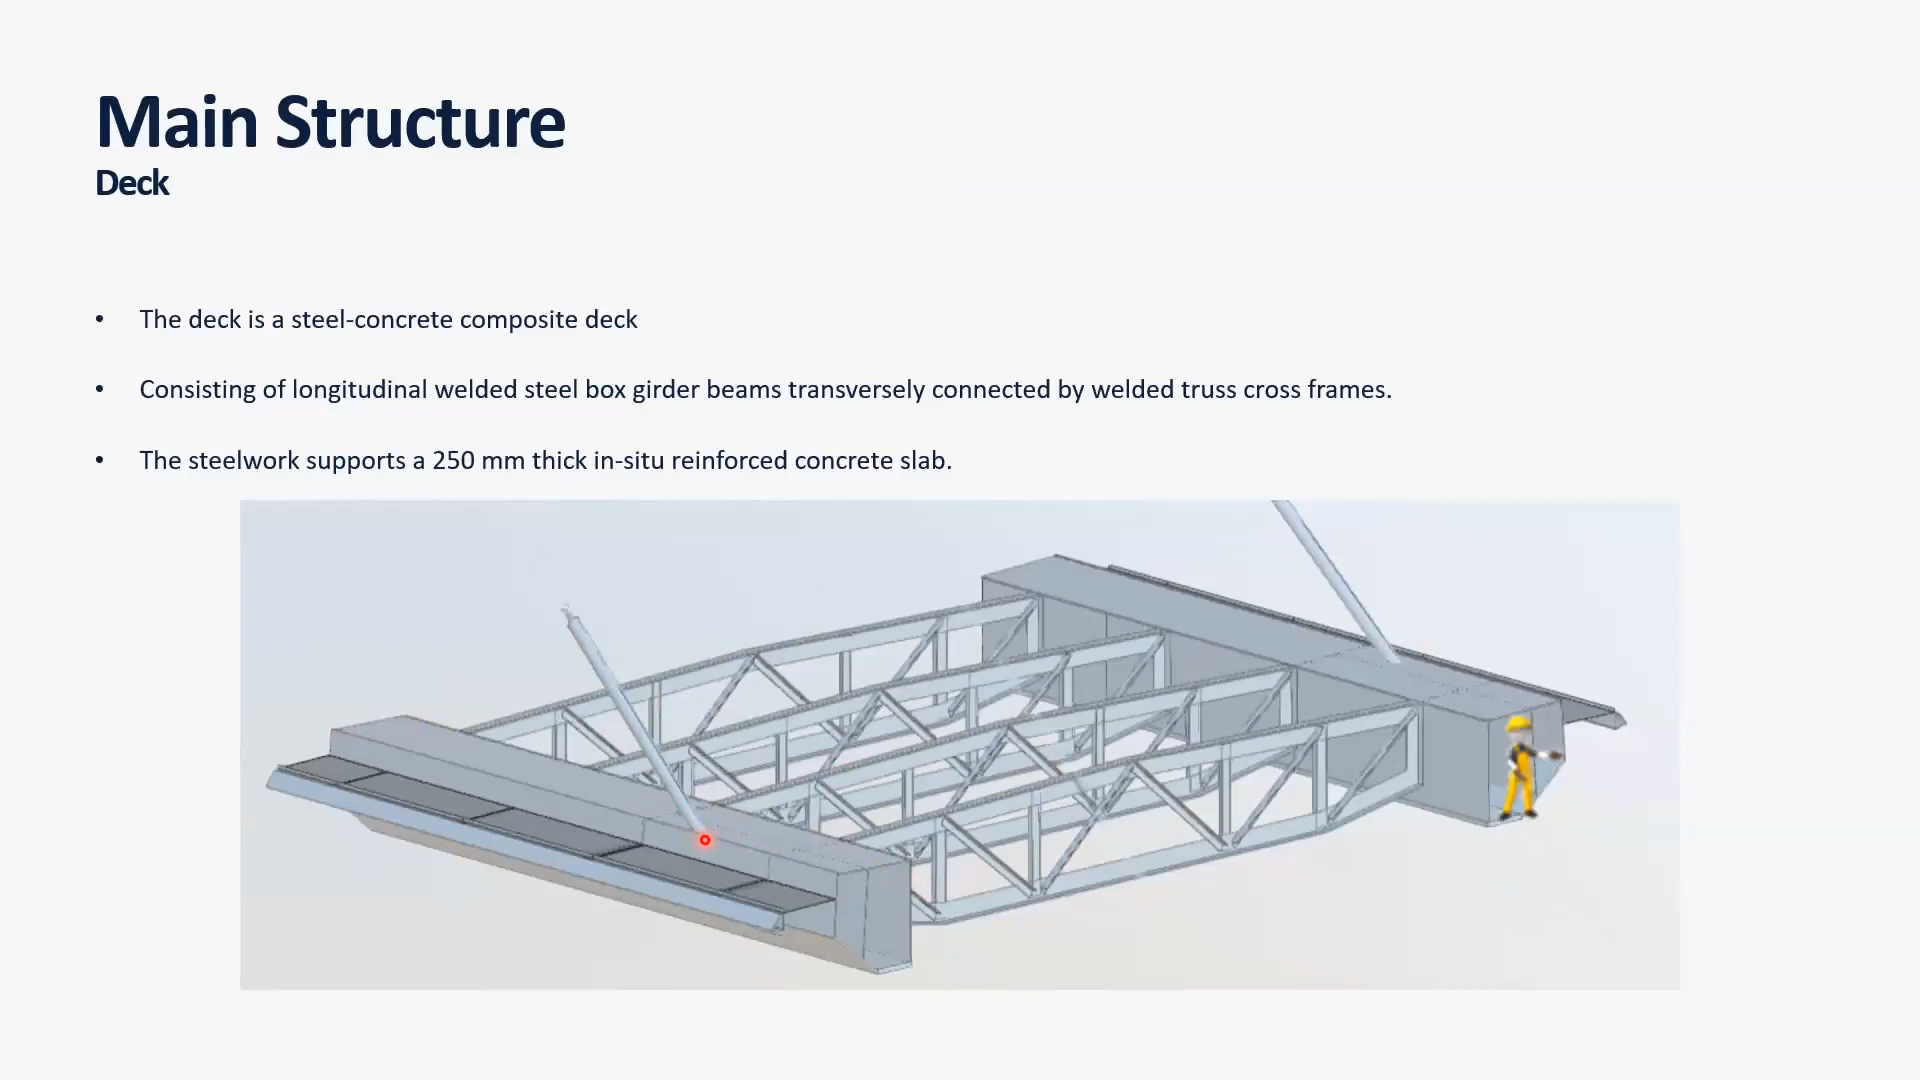 Main Structure
Deck
• The deck is a steel-concrete composite deck
• Consisting of longitudinal welded steel box girder beams transversely connected by welded truss cross frames.
• The steelwork supports a 250 mm thick in-situ reinforced concrete slab.